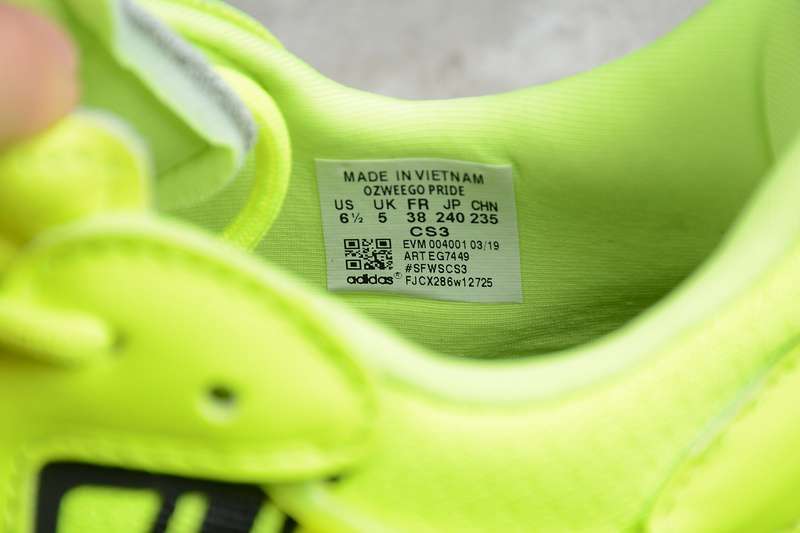 MADE IN VIETNAM
OZWEEGO PRIDE
US UK FR JP CHN
6½ 5 38 240 235
CS3
EVM 004001 03/19
ART EG7449
#SFWSCS3
adidas® FJCX286w12725